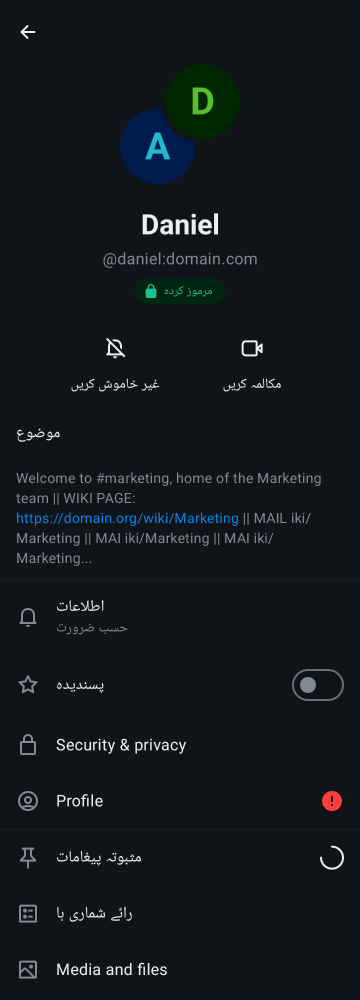 D
A
Daniel
@daniel:domain.com
مرموز کردہ
غیر خاموش کریں
مکالمہ کریں
موضوع
Welcome to #marketing, home of the Marketing
team || WIKI PAGE:
https://domain.org/wiki/Marketing || MAIL iki/
Marketing || MAI iki/Marketing || MAI iki/
Marketing...
اطلاعات
حسب ضرورت
پسندیدہ
Security & privacy
Profile
مثبوتہ پیغامات
رائے شماری ہا
Media and files